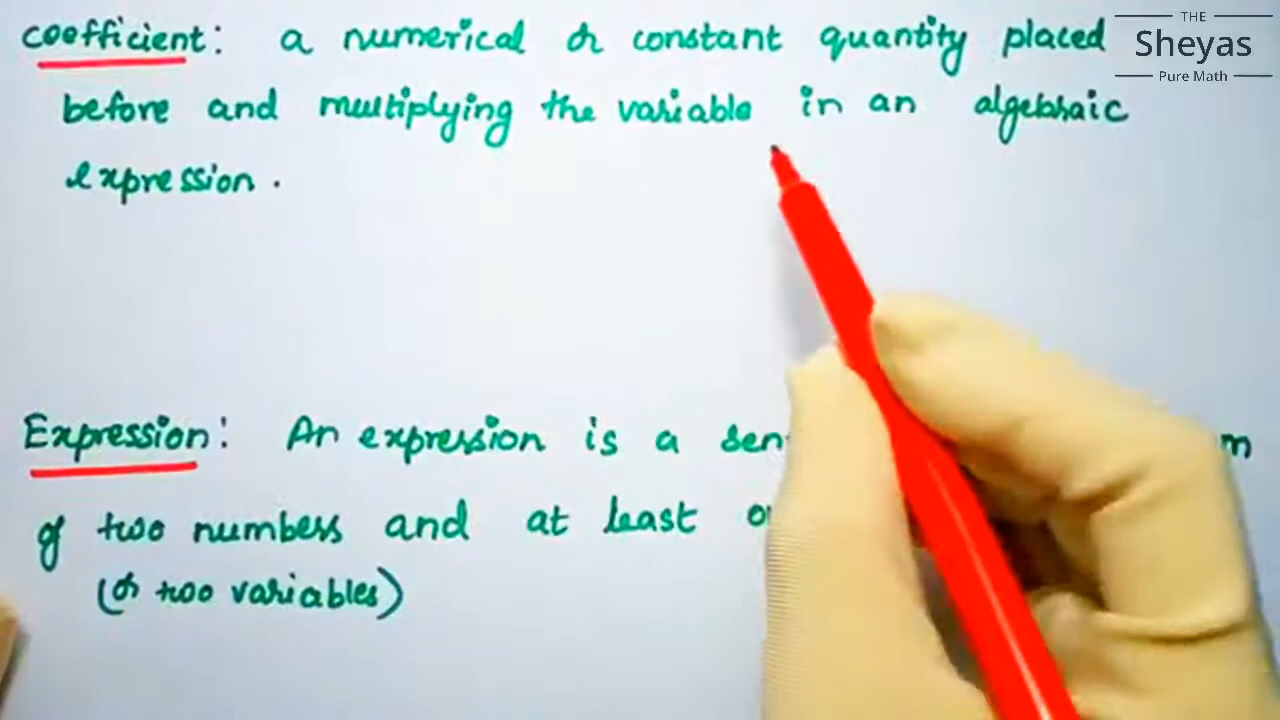 coefficient: a numerical or constant quantity placed
before and multiplying the variable in an algebraic
expression.
Expression: An expression is a
of two numbers and at least
(or two variables)
THE
Sheyas
Pure Math